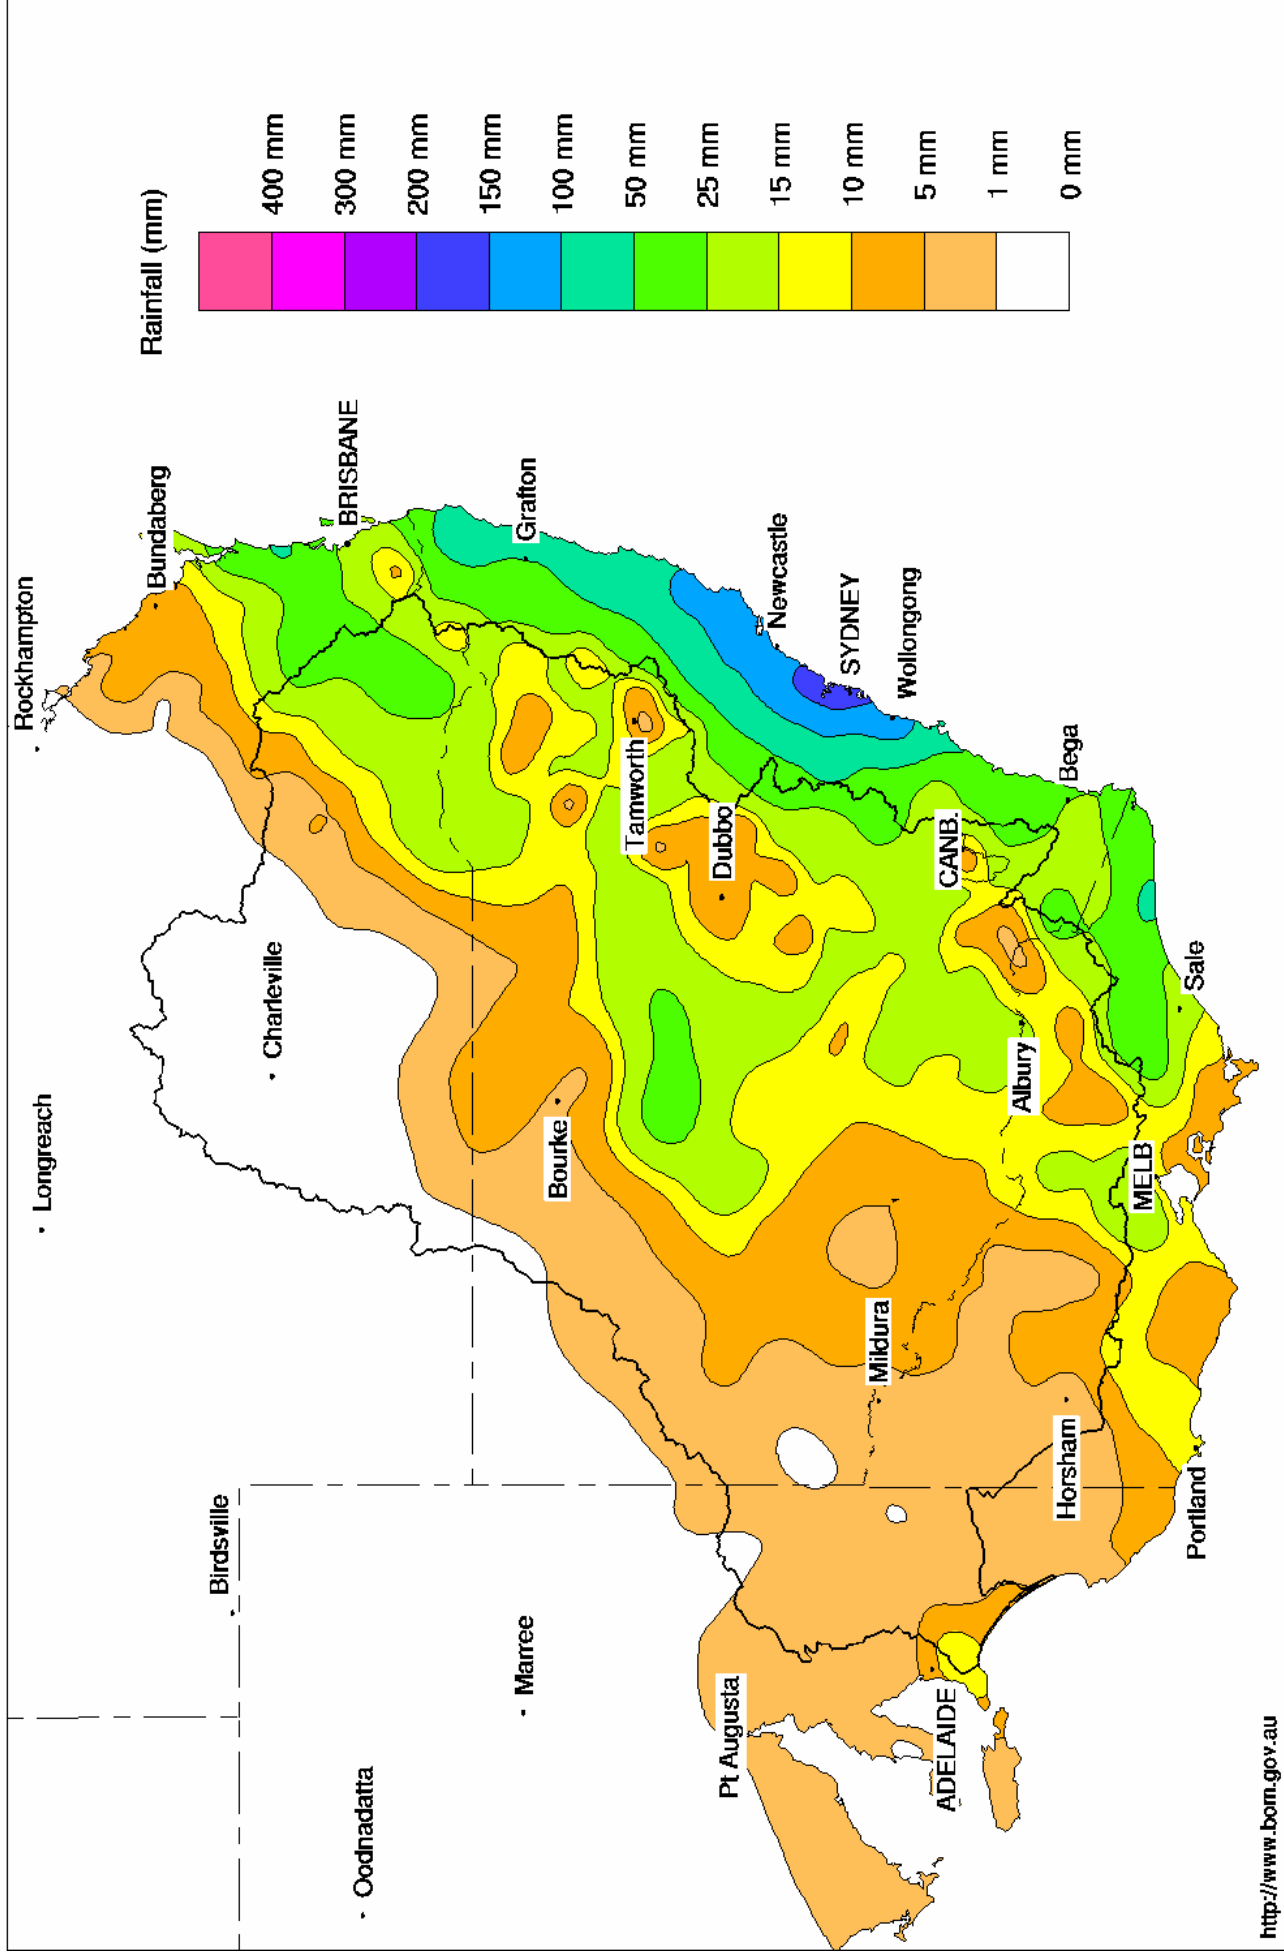 Rainfall (mm)
400 mm
300 mm
200 mm
150 mm
100 mm
50 mm
25 mm
15 mm
10 mm
5 mm
1 mm
0 mm
Rockhampton
Longreach
Bundaberg
Birdsville
Charleville
BRISBANE
Oodnadatta
Marree
Bourke
Grafton
Tamworth
Pt Augusta
Dubbo
Newcastle
Mildura
SYDNEY
Wollongong
ADELAIDE
CANB.
Albury
Horsham
Bega
MELB
Portland
Sale
http://www.bom.gov.au